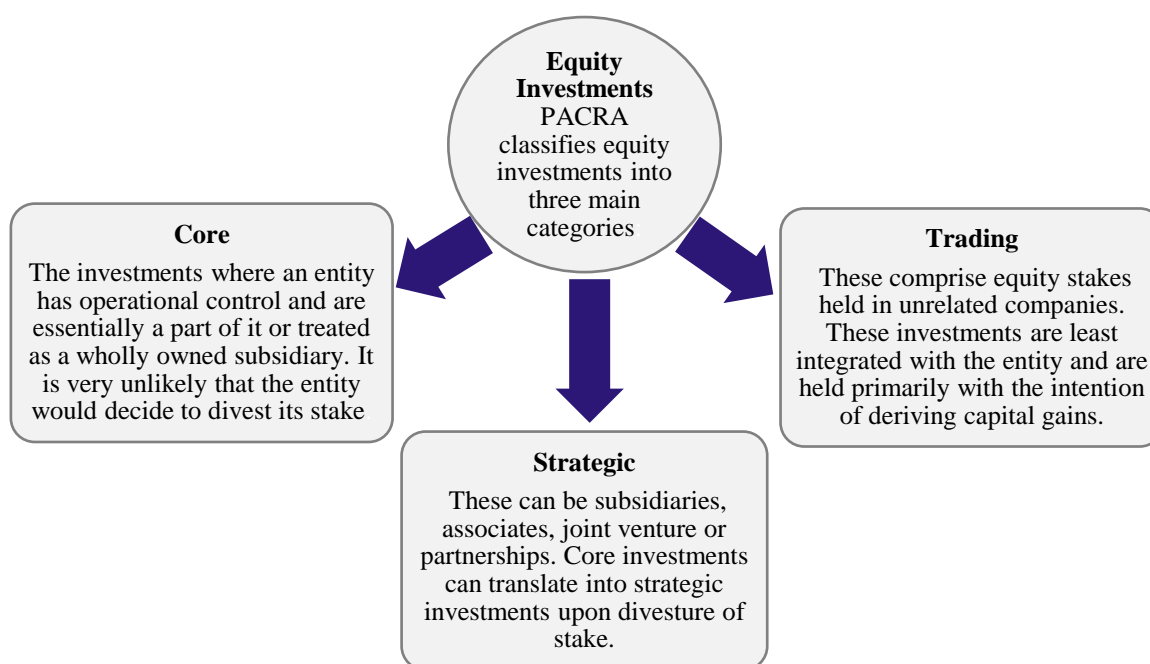 Equity
Investments
PACRA
classifies equity
investments into
three main
categories
Core
The investments where an entity
has operational control and are
essentially a part of it or treated
as a wholly owned subsidiary. It
is very unlikely that the entity
would decide to divest its stake
Trading
These comprise equity stakes
held in unrelated companies.
These investments are least
integrated with the entity and are
held primarily with the intention
of deriving capital gains.
Strategic
These can be subsidiaries,
associates, joint venture or
partnerships. Core investments
can translate into strategic
investments upon divesture of
stake.